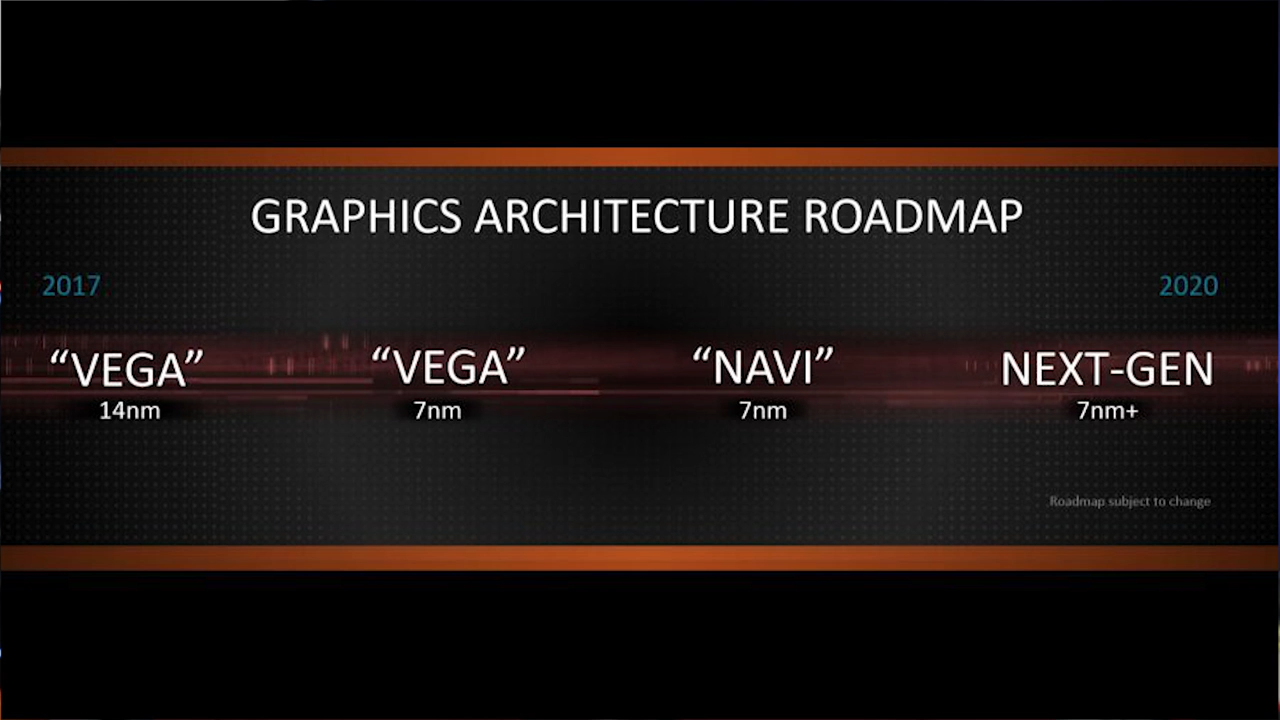 GRAPHICS ARCHITECTURE ROADMAP
2017 2020
“VEGA” “VEGA” “NAVI” NEXT-GEN
14nm 7nm 7nm 7nm+
Roadmap subject to change